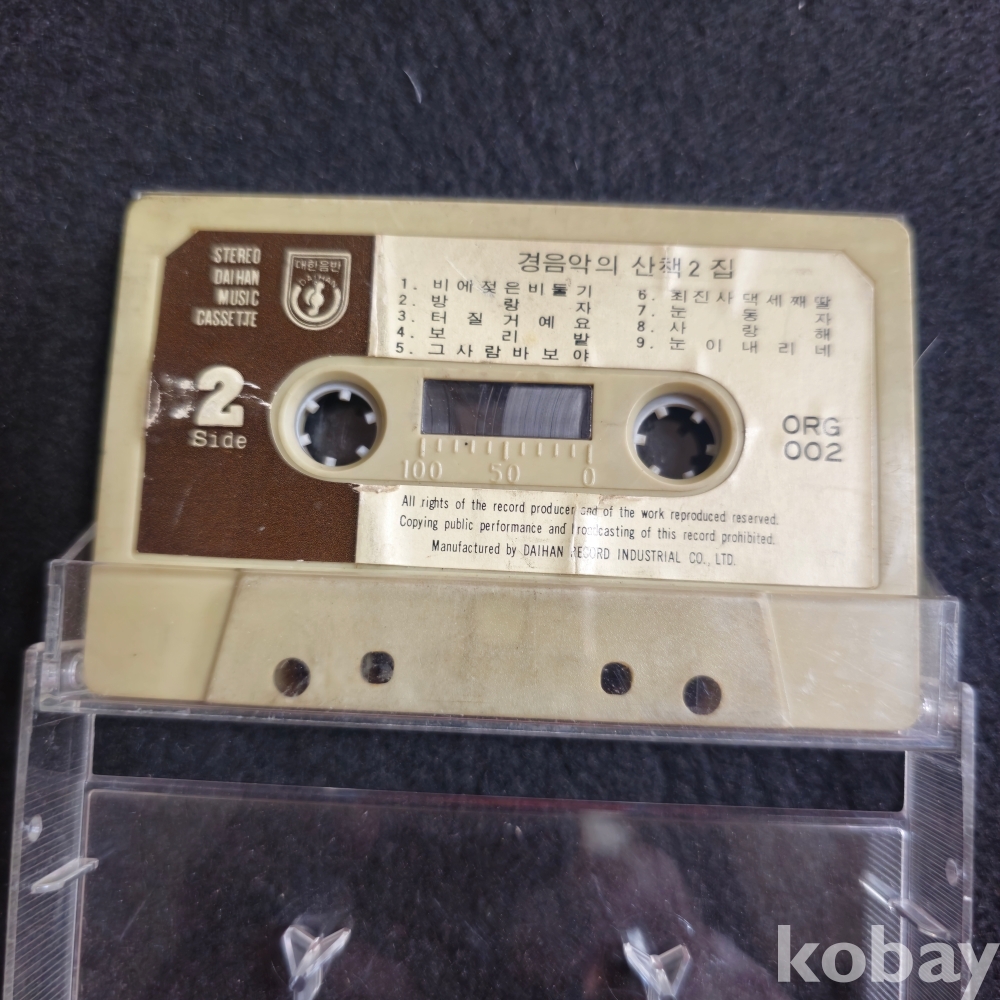 STEREO
DAIHAN
MUSIC
CASSETTE
대한음반
DAIHAN
2
Side
경음악의 산책 2 집
1. 비에젖은비둘기
2. 방랑자
3. 터질거예요
4. 보리밭
5. 그사람바보야
6. 최진사댁세째딸
7. 눈동자
8. 사랑해
9. 눈이내리네
ORG
002
100 50 0
All rights of the record producer and of the work reproduced reserved.
Copying public performance and broadcasting of this record prohibited.
Manufactured by DAIHAN RECORD INDUSTRIAL CO., LTD.
kobay